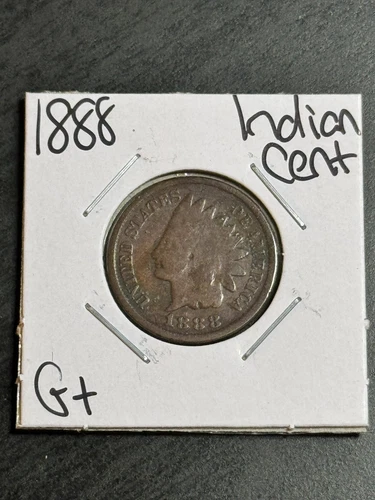 1888
Indian
Cent
UNITED STATES OF AMERICA
1888
G+